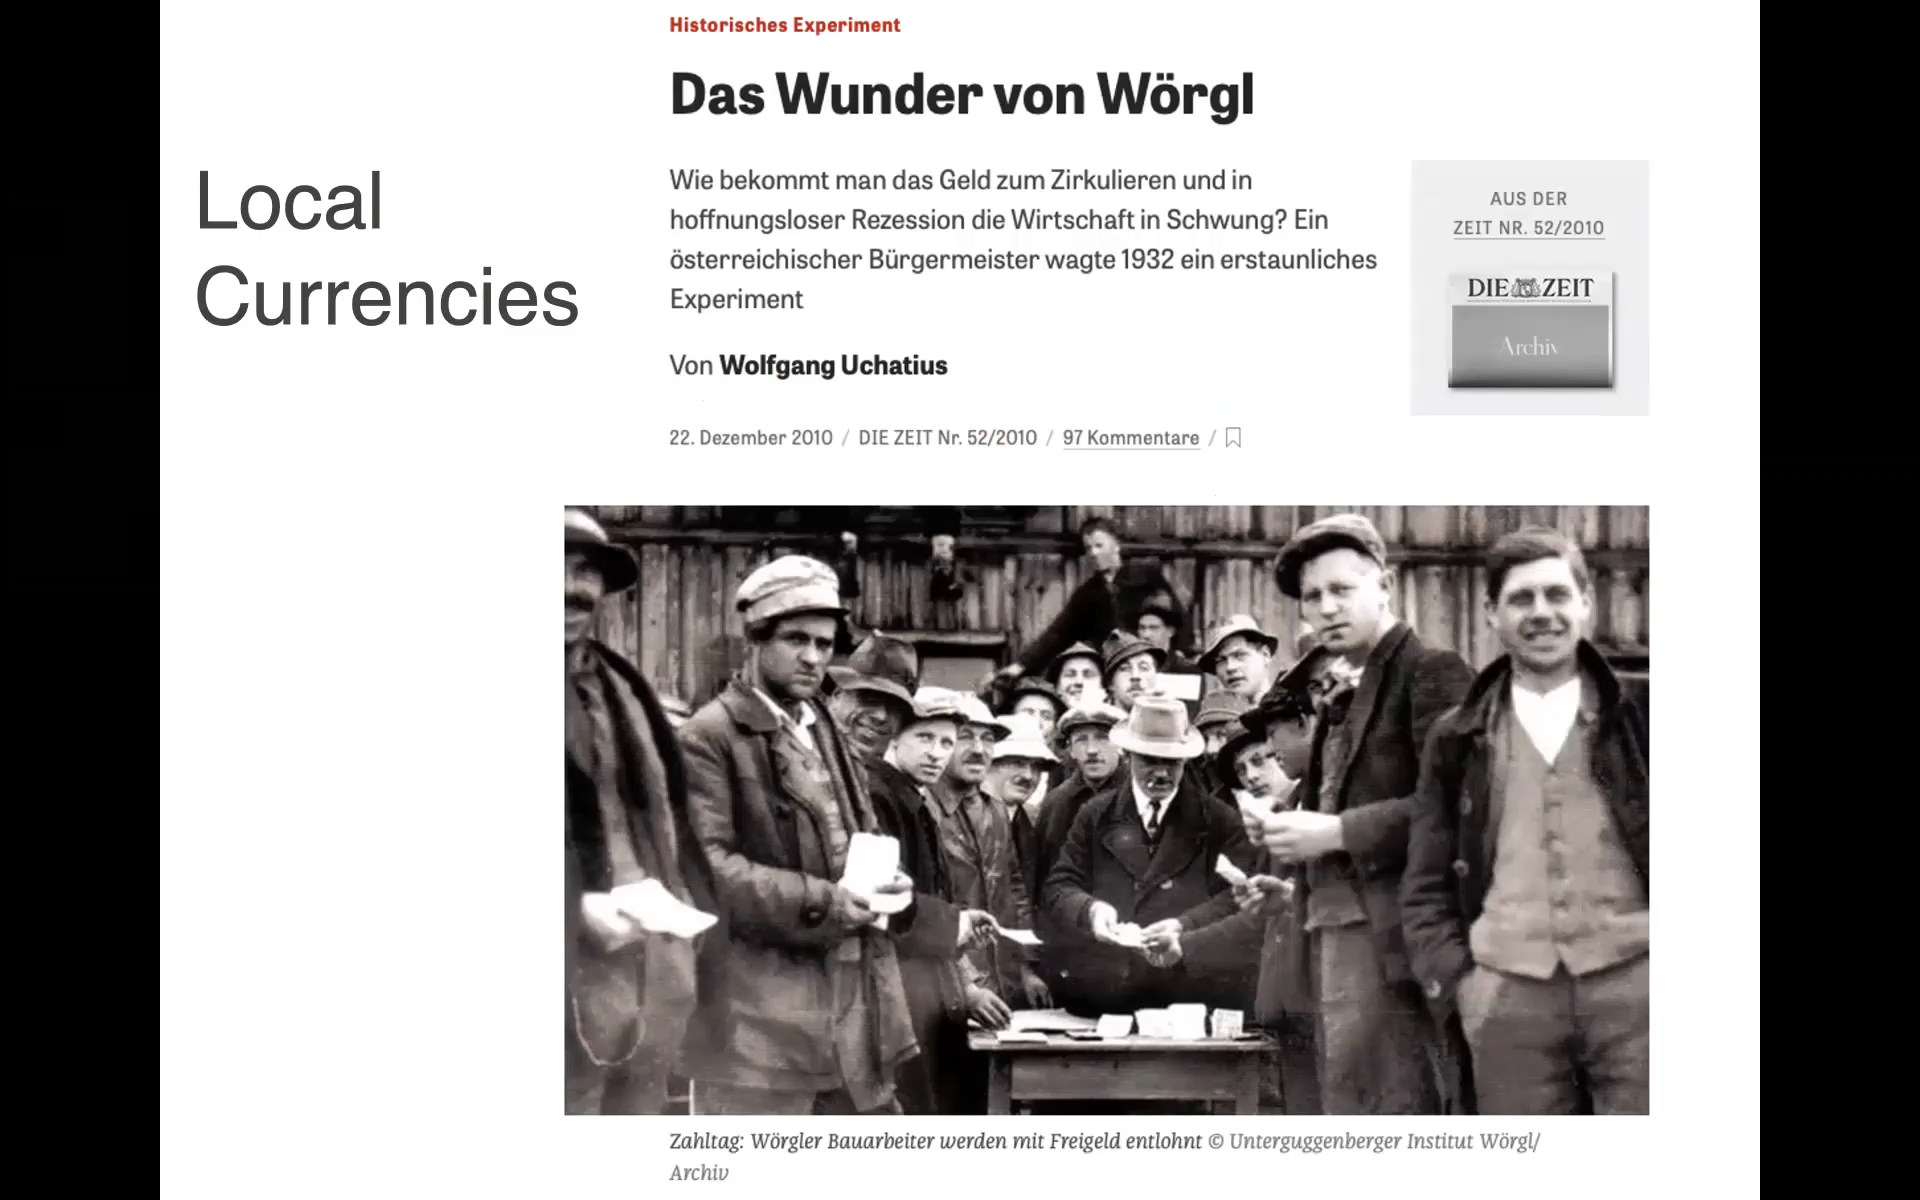 Local
Currencies
Historisches Experiment
Das Wunder von Wörgl
Wie bekommt man das Geld zum Zirkulieren und in
hoffnungsloser Rezession die Wirtschaft in Schwung? Ein
österreichischer Bürgermeister wagte 1932 ein erstaunliches
Experiment
Von Wolfgang Uchatius
22. Dezember 2010 / DIE ZEIT Nr. 52/2010 / 97 Kommentare /
AUS DER
ZEIT NR. 52/2010
DIE ZEIT
Archiv
Zahltag: Wörgler Bauarbeiter werden mit Freigeld entlohnt © Unterguggenberger Institut Wörgl/
Archiv